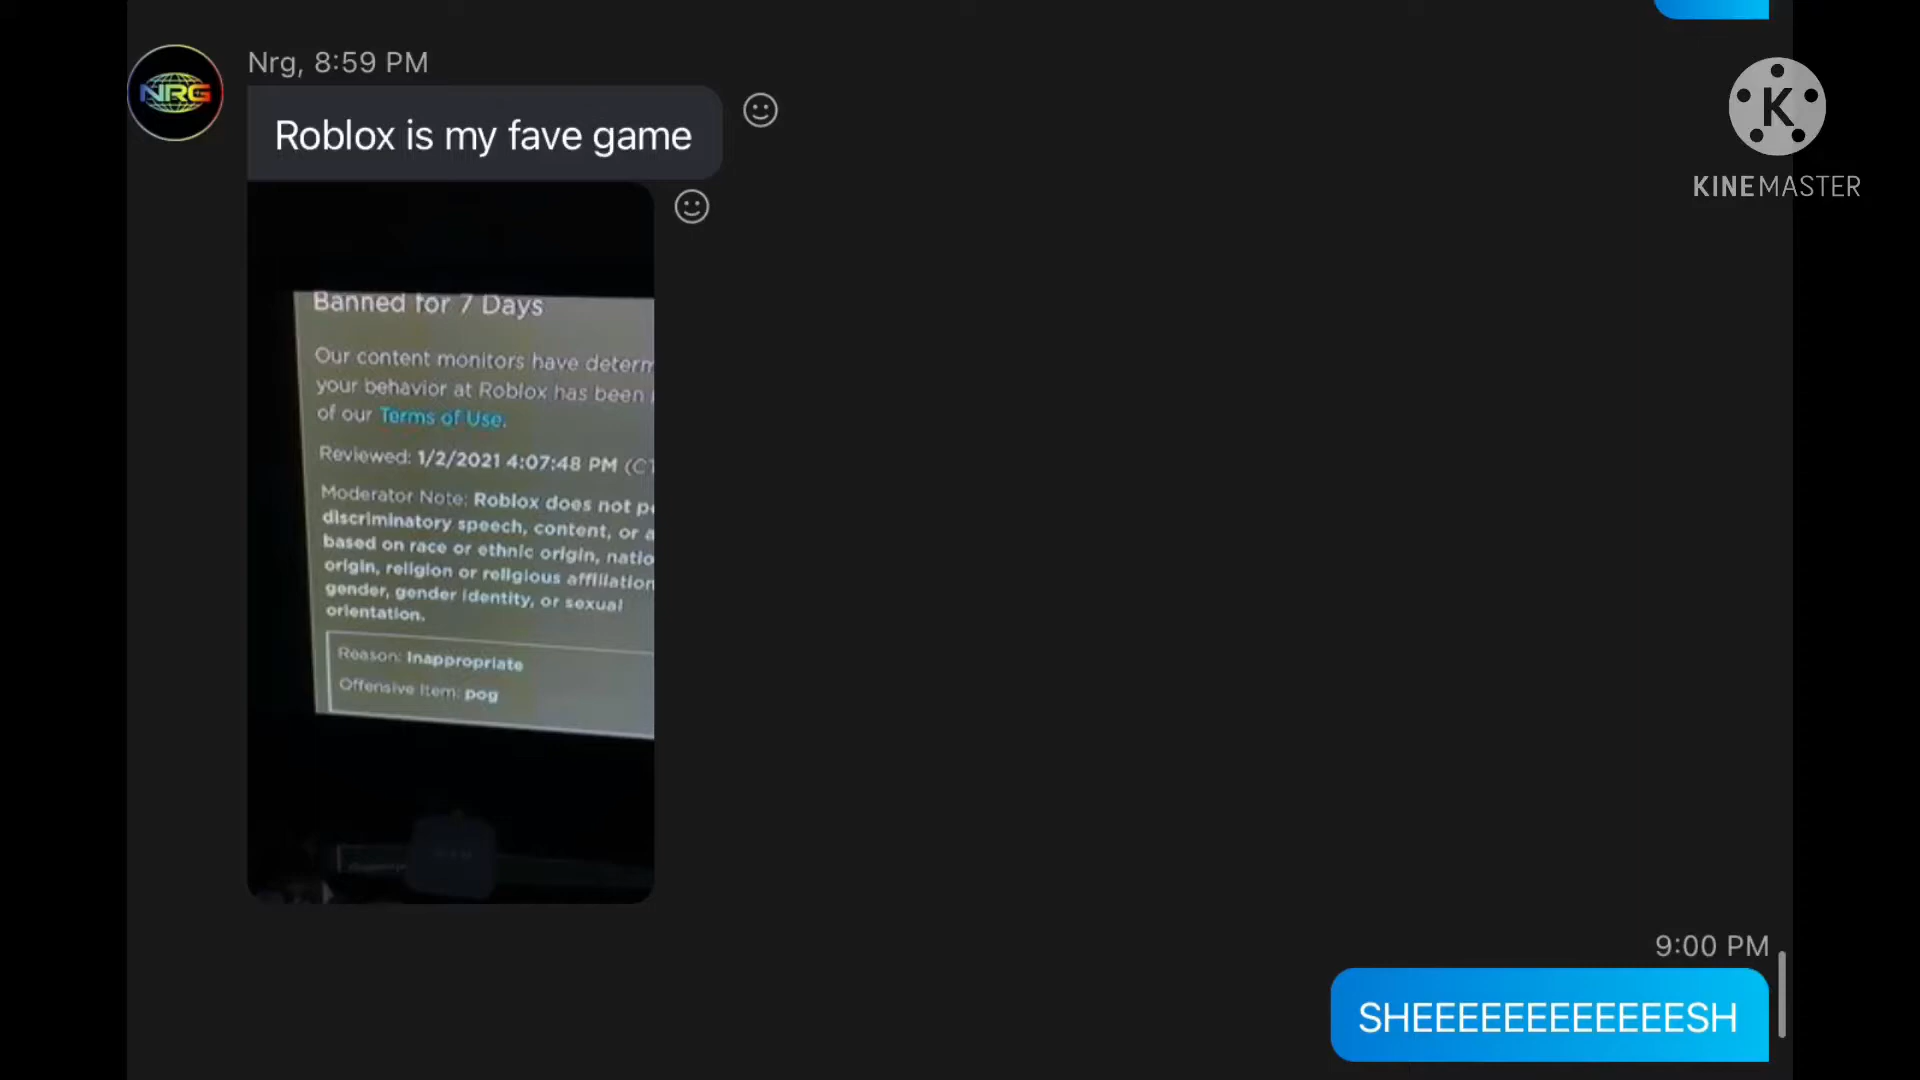 Nrg, 8:59 PM
NRG
Roblox is my fave game
K
KINEMASTER
Banned for 7 Days
Our content monitors have determ
your behavior at Roblox has been
of our Terms of Use.
Reviewed: 1/2/2021 4:07:48 PM (CT
Moderator Note: Roblox does not pe
discriminatory speech, content, or a
based on race or ethnic origin, natio
origin, religion or religious affiliation
gender, gender identity, or sexual
orientation.
Reason: Inappropriate
Offensive Item: pog
9:00 PM
SHEEEEEEEEEEEESH